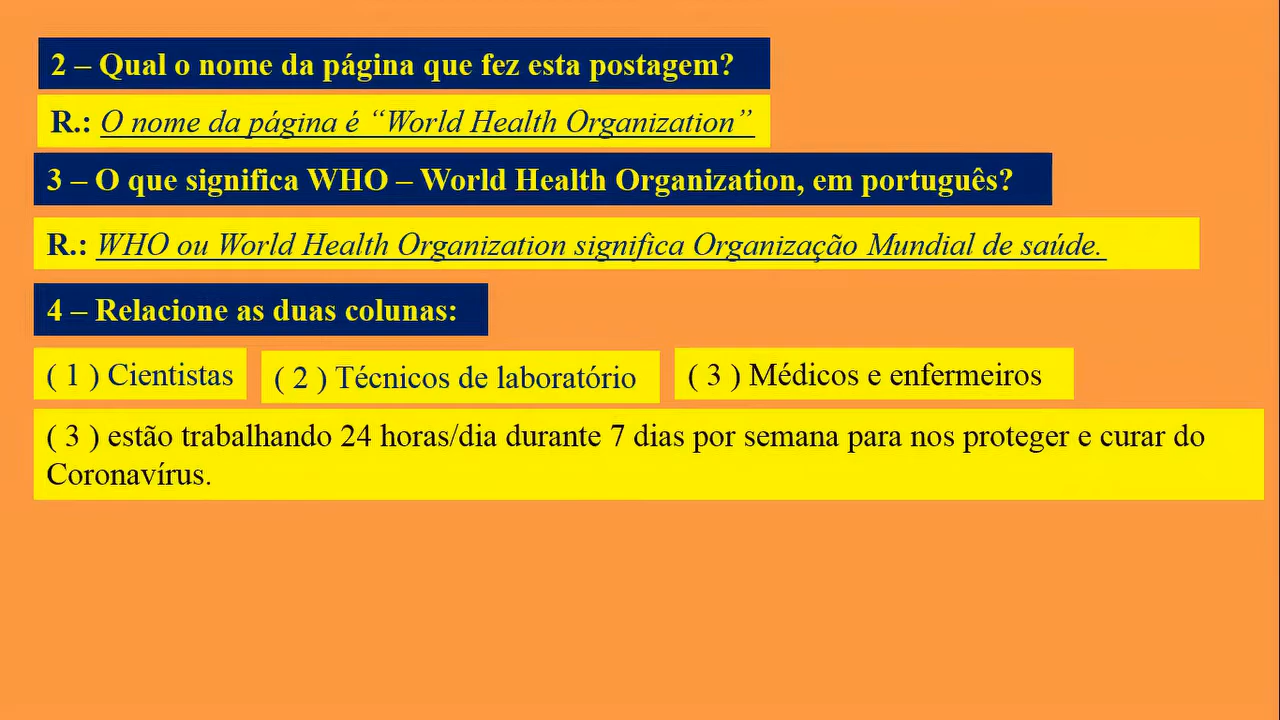 2 – Qual o nome da página que fez esta postagem?
R.: O nome da página é “World Health Organization”
3 – O que significa WHO – World Health Organization, em português?
R.: WHO ou World Health Organization significa Organização Mundial de saúde.
4 – Relacione as duas colunas:
( 1 ) Cientistas ( 2 ) Técnicos de laboratório ( 3 ) Médicos e enfermeiros
( 3 ) estão trabalhando 24 horas/dia durante 7 dias por semana para nos proteger e curar do
Coronavírus.